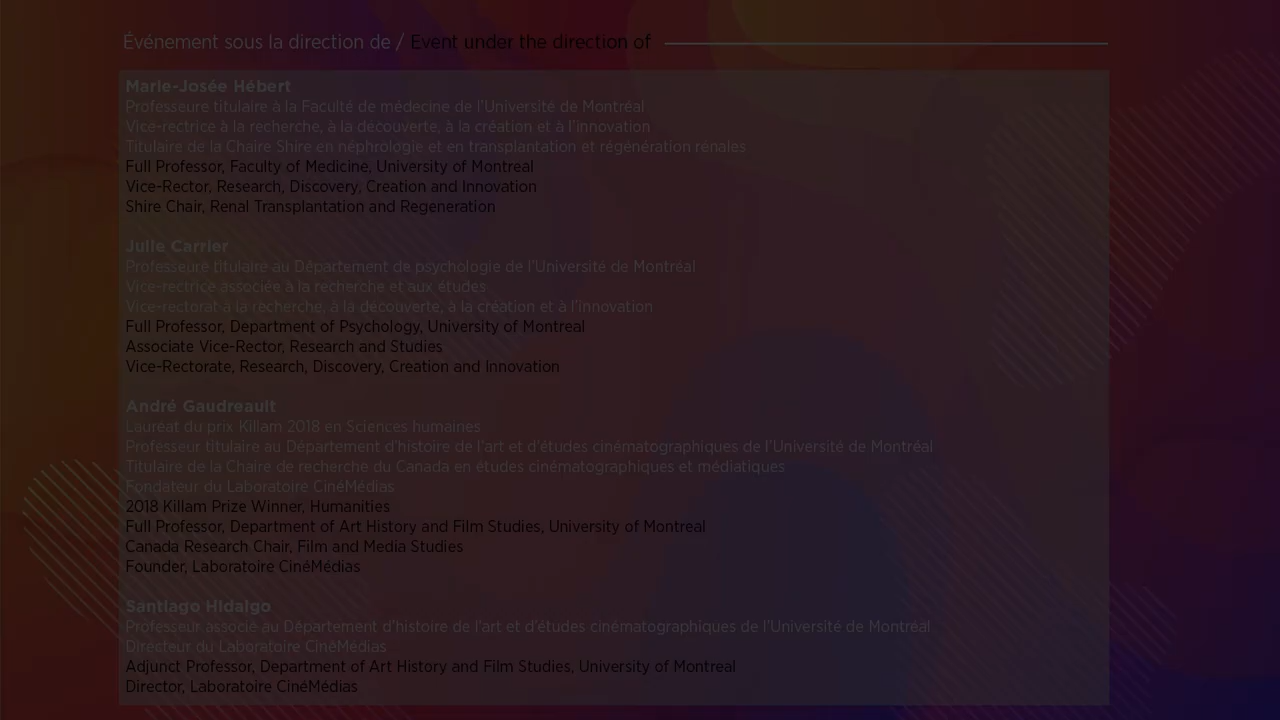 Événement sous la direction de / Event under the direction of
Marie-Josée Hébert
Professeure titulaire à la Faculté de médecine de l'Université de Montréal
Vice-rectrice à la recherche, à la découverte, à la création et à l'innovation
Titulaire de la Chaire Shire en néphrologie et en transplantation et régénération rénales
Full Professor, Faculty of Medicine, University of Montreal
Vice-Rector, Research, Discovery, Creation and Innovation
Shire Chair, Renal Transplantation and Regeneration
Julie Carrier
Professeure titulaire au Département de psychologie de l'Université de Montréal
Vice-rectrice associée à la recherche et aux études
Vice-rectorat à la recherche, à la découverte, à la création et à l'innovation
Full Professor, Department of Psychology, University of Montreal
Associate Vice-Rector, Research and Studies
Vice-Rectorate, Research, Discovery, Creation and Innovation
André Gaudreault
Lauréat du prix Killam 2018 en Sciences humaines
Professeur titulaire au Département d'histoire de l'art et d'études cinématographiques de l'Université de Montréal
Titulaire de la Chaire de recherche du Canada en études cinématographiques et médiatiques
Fondateur du Laboratoire CinéMédias
2018 Killam Prize Winner, Humanities
Full Professor, Department of Art History and Film Studies, University of Montreal
Canada Research Chair, Film and Media Studies
Founder, Laboratoire CinéMédias
Santiago Hidalgo
Professeur associé au Département d'histoire de l'art et d'études cinématographiques de l'Université de Montréal
Directeur du Laboratoire CinéMédias
Adjunct Professor, Department of Art History and Film Studies, University of Montreal
Director, Laboratoire CinéMédias